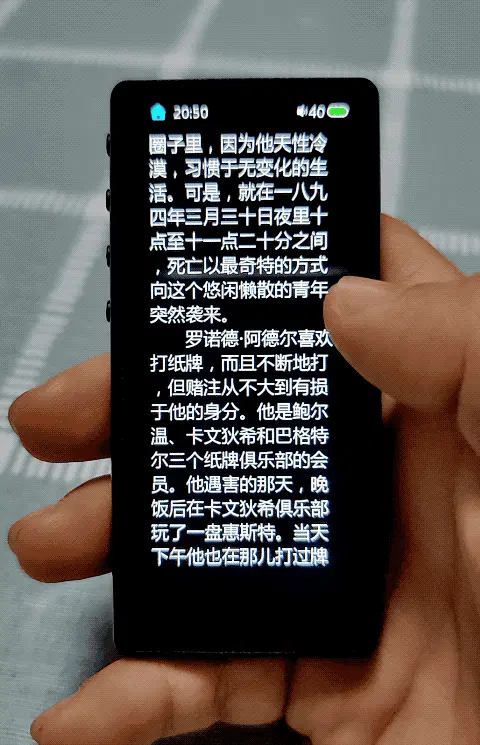 20:50 40
圈子里，因为他天性冷
漠，习惯于无变化的生
活。可是，就在一八九
四年三月三十日夜里十
点至十一点二十分之间
，死亡以最奇特的方式
向这个悠闲懒散的青年
突然袭来。
罗诺德·阿德尔喜欢
打纸牌，而且不断地打
，但赌注从不大到有损
于他的身分。他是鲍尔
温、卡文狄希和巴格特
尔三个纸牌俱乐部的会
员。他遇害的那天，晚
饭后在卡文狄希俱乐部
玩了一盘惠斯特。当天
下午他也在那儿打过牌